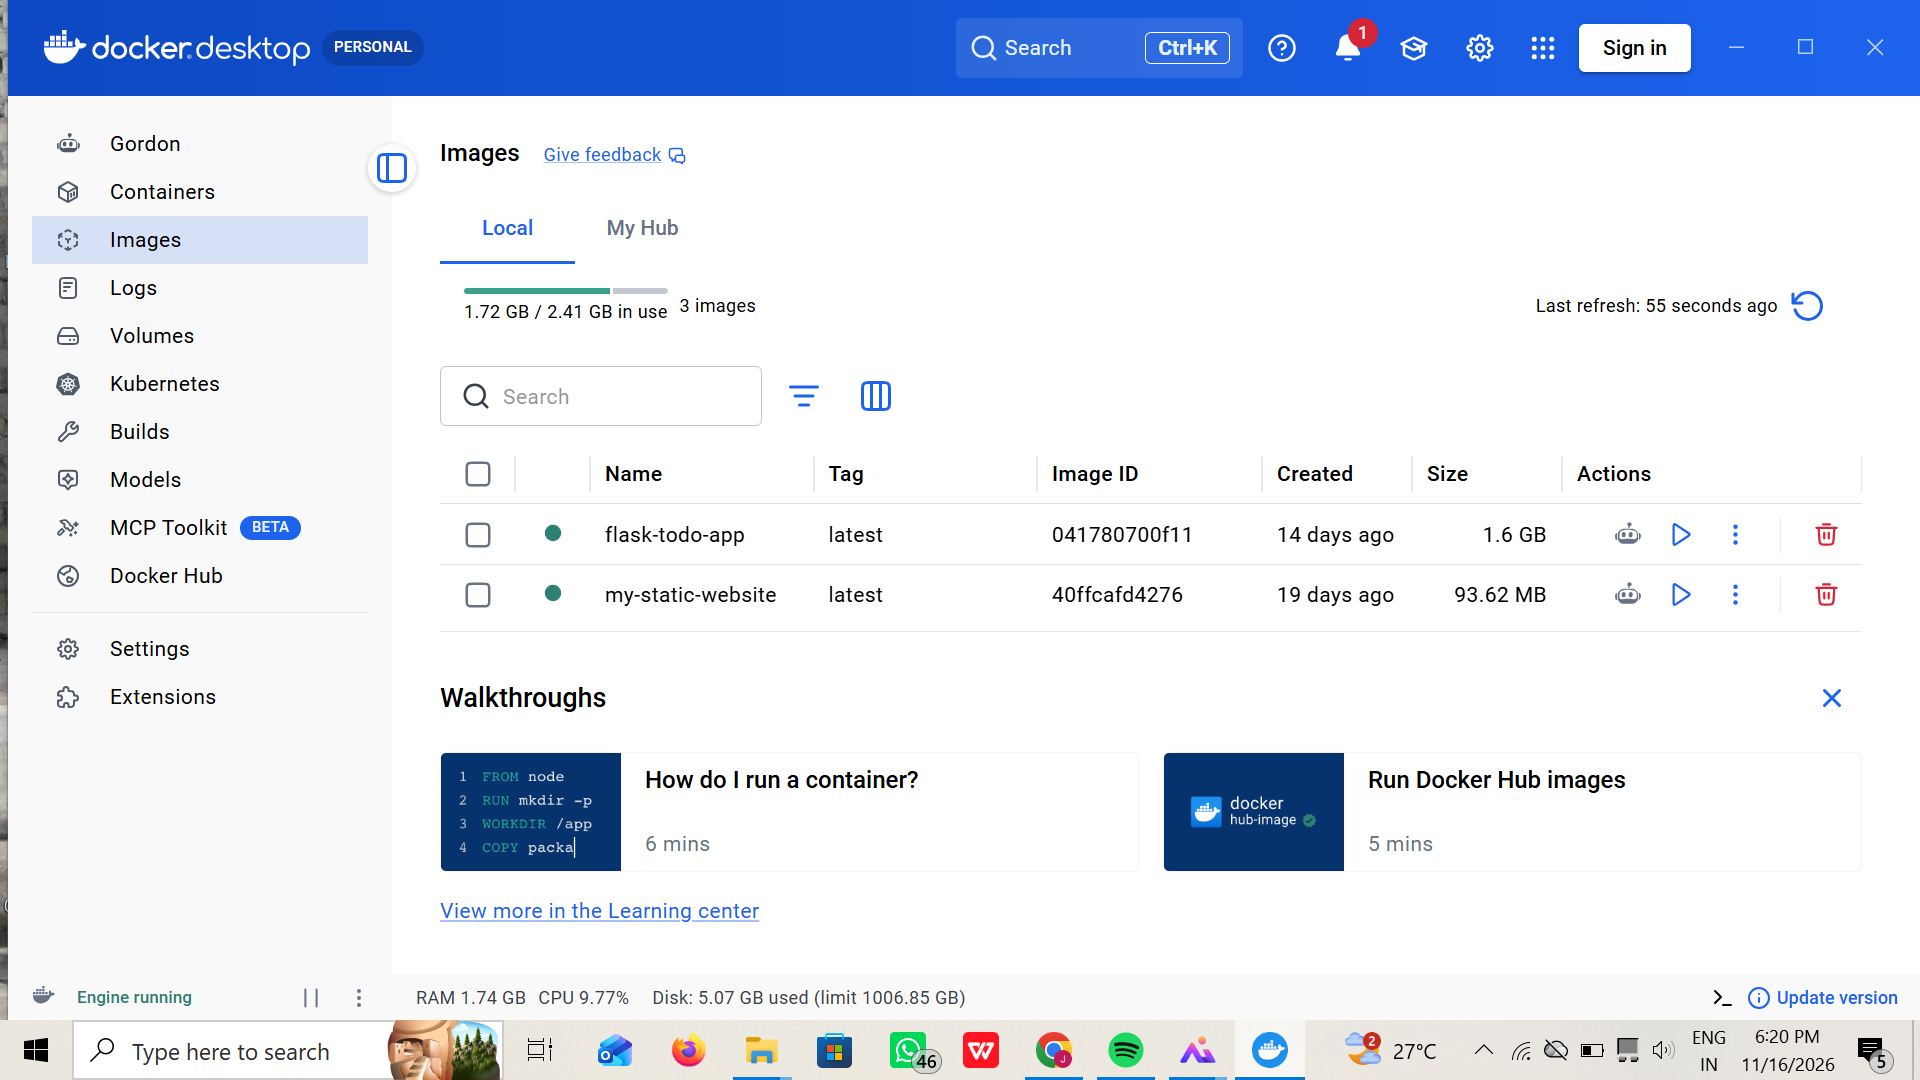 docker desktop PERSONAL
Search Ctrl+K
1
Sign in
Gordon
Containers
Images
Logs
Volumes
Kubernetes
Builds
Models
MCP Toolkit BETA
Docker Hub
Settings
Extensions
Images Give feedback
Local My Hub
1.72 GB / 2.41 GB in use 3 images
Last refresh: 55 seconds ago
Search
Name Tag Image ID Created Size Actions
flask-todo-app latest 041780700f11 14 days ago 1.6 GB
my-static-website latest 40ffcafd4276 19 days ago 93.62 MB
Walkthroughs
1 FROM node
2 RUN mkdir -p
3 WORKDIR /app
4 COPY packa
How do I run a container?
6 mins
docker
hub-image
Run Docker Hub images
5 mins
View more in the Learning center
Engine running
RAM 1.74 GB CPU 9.77% Disk: 5.07 GB used (limit 1006.85 GB)
Update version
Type here to search
46
2
27°C
ENG
IN
6:20 PM
11/16/2026
5